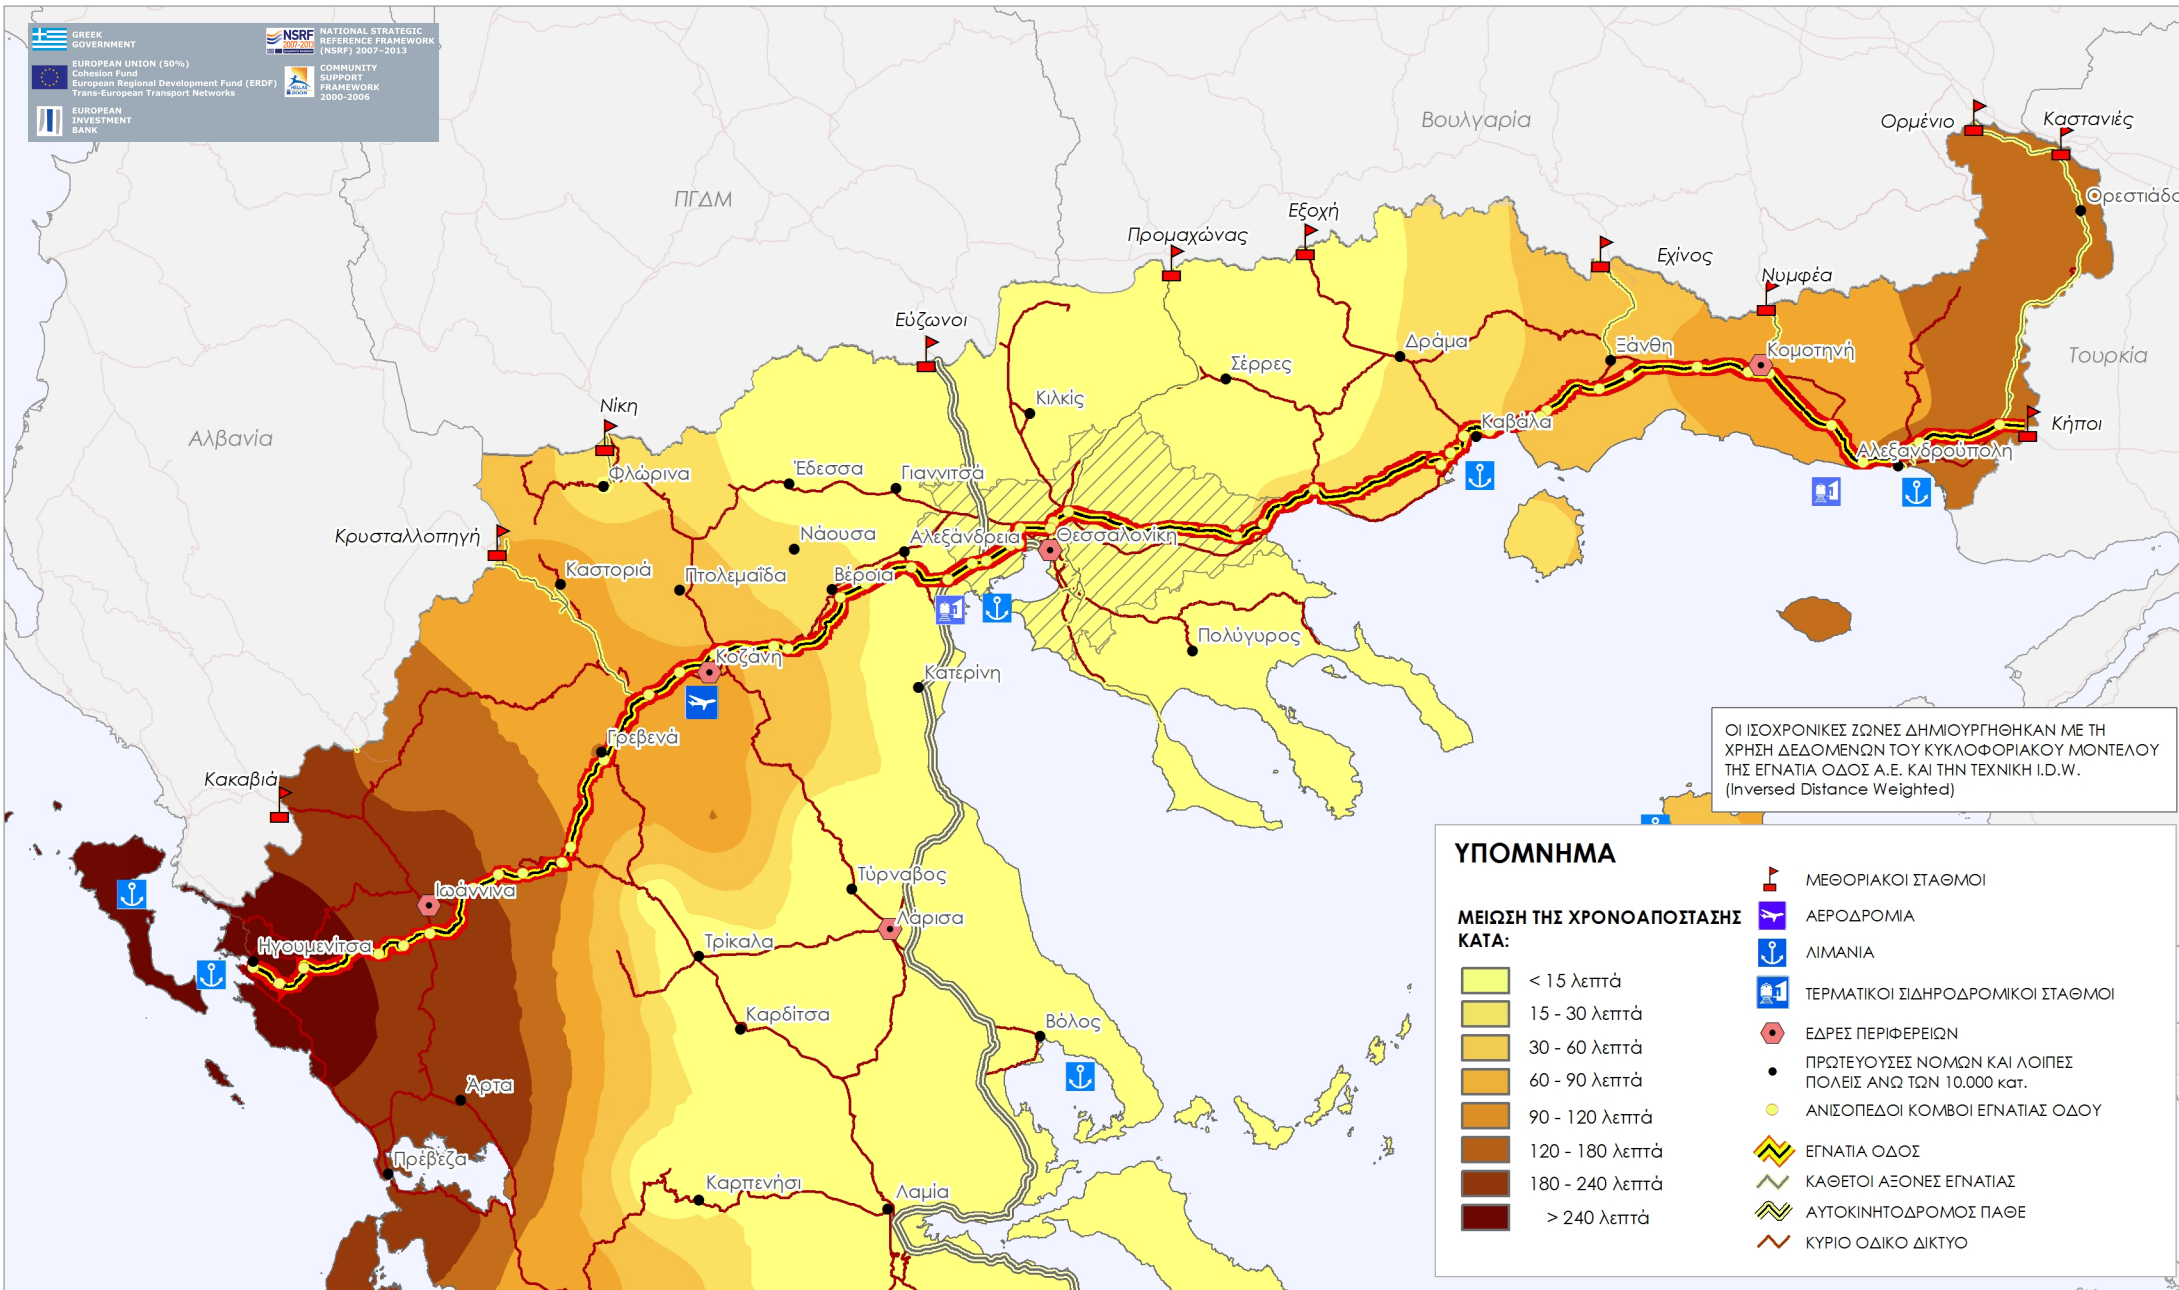 GREEK
GOVERNMENT
EUROPEAN UNION (50%)
Cohesion Fund
European Regional Development Fund (ERDF)
Trans-European Transport Networks
EUROPEAN
INVESTMENT
BANK
NSRF
2007-2013
NATIONAL STRATEGIC
REFERENCE FRAMEWORK
(NSRF) 2007–2013
COMMUNITY
SUPPORT
FRAMEWORK
2000–2006
Βουλγαρία
Ορμένιο
Καστανιές
ΠΓΔΜ
Ορεστιάδα
Εξοχή
Προμαχώνας
Εχίνος
Νυμφέα
Εύζωνοι
Δράμα
Ξάνθη
Κομοτηνή
Τουρκία
Σέρρες
Κιλκίς
Νίκη
Καβάλα
Κήποι
Αλβανία
Φλώρινα
Έδεσσα
Γιαννιτσά
Αλεξανδρούπολη
Κρυσταλλοπηγή
Νάουσα
Αλεξάνδρεια
Θεσσαλονίκη
Καστοριά
Πτολεμαΐδα
Βέροια
Πολύγυρος
Κοζάνη
Κατερίνη
Γρεβενά
Κακαβιά
Τύρναβος
Ιωάννινα
Λάρισα
Ηγουμενίτσα
Τρίκαλα
Καρδίτσα
Βόλος
Άρτα
Πρέβεζα
Καρπενήσι
Λαμία
ΟΙ ΙΣΟΧΡΟΝΙΚΕΣ ΖΩΝΕΣ ΔΗΜΙΟΥΡΓΗΘΗΚΑΝ ΜΕ ΤΗ
ΧΡΗΣΗ ΔΕΔΟΜΕΝΩΝ ΤΟΥ ΚΥΚΛΟΦΟΡΙΑΚΟΥ ΜΟΝΤΕΛΟΥ
ΤΗΣ ΕΓΝΑΤΙΑ ΟΔΟΣ Α.Ε. ΚΑΙ ΤΗΝ ΤΕΧΝΙΚΗ I.D.W.
(Inversed Distance Weighted)
ΥΠΟΜΝΗΜΑ
ΜΕΙΩΣΗ ΤΗΣ ΧΡΟΝΟΑΠΟΣΤΑΣΗΣ
ΚΑΤΑ:
< 15 λεπτά
15 - 30 λεπτά
30 - 60 λεπτά
60 - 90 λεπτά
90 - 120 λεπτά
120 - 180 λεπτά
180 - 240 λεπτά
> 240 λεπτά
ΜΕΘΟΡΙΑΚΟΙ ΣΤΑΘΜΟΙ
ΑΕΡΟΔΡΟΜΙΑ
ΛΙΜΑΝΙΑ
ΤΕΡΜΑΤΙΚΟΙ ΣΙΔΗΡΟΔΡΟΜΙΚΟΙ ΣΤΑΘΜΟΙ
ΕΔΡΕΣ ΠΕΡΙΦΕΡΕΙΩΝ
ΠΡΩΤΕΥΟΥΣΕΣ ΝΟΜΩΝ ΚΑΙ ΛΟΙΠΕΣ
ΠΟΛΕΙΣ ΑΝΩ ΤΩΝ 10.000 κατ.
ΑΝΙΣΟΠΕΔΟΙ ΚΟΜΒΟΙ ΕΓΝΑΤΙΑΣ ΟΔΟΥ
ΕΓΝΑΤΙΑ ΟΔΟΣ
ΚΑΘΕΤΟΙ ΑΞΟΝΕΣ ΕΓΝΑΤΙΑΣ
ΑΥΤΟΚΙΝΗΤΟΔΡΟΜΟΣ ΠΑΘΕ
ΚΥΡΙΟ ΟΔΙΚΟ ΔΙΚΤΥΟ